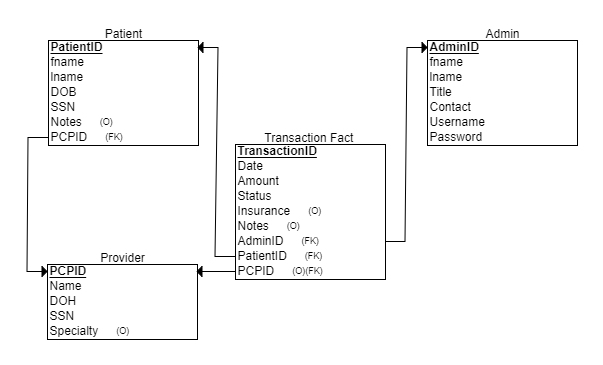 Patient
PatientID
fname
lname
DOB
SSN
Notes (O)
PCPID (FK)
Admin
AdminID
fname
lname
Title
Contact
Username
Password
Transaction Fact
TransactionID
Date
Amount
Status
Insurance (O)
Notes (O)
AdminID (FK)
PatientID (FK)
PCPID (O)(FK)
Provider
PCPID
Name
DOH
SSN
Specialty (O)